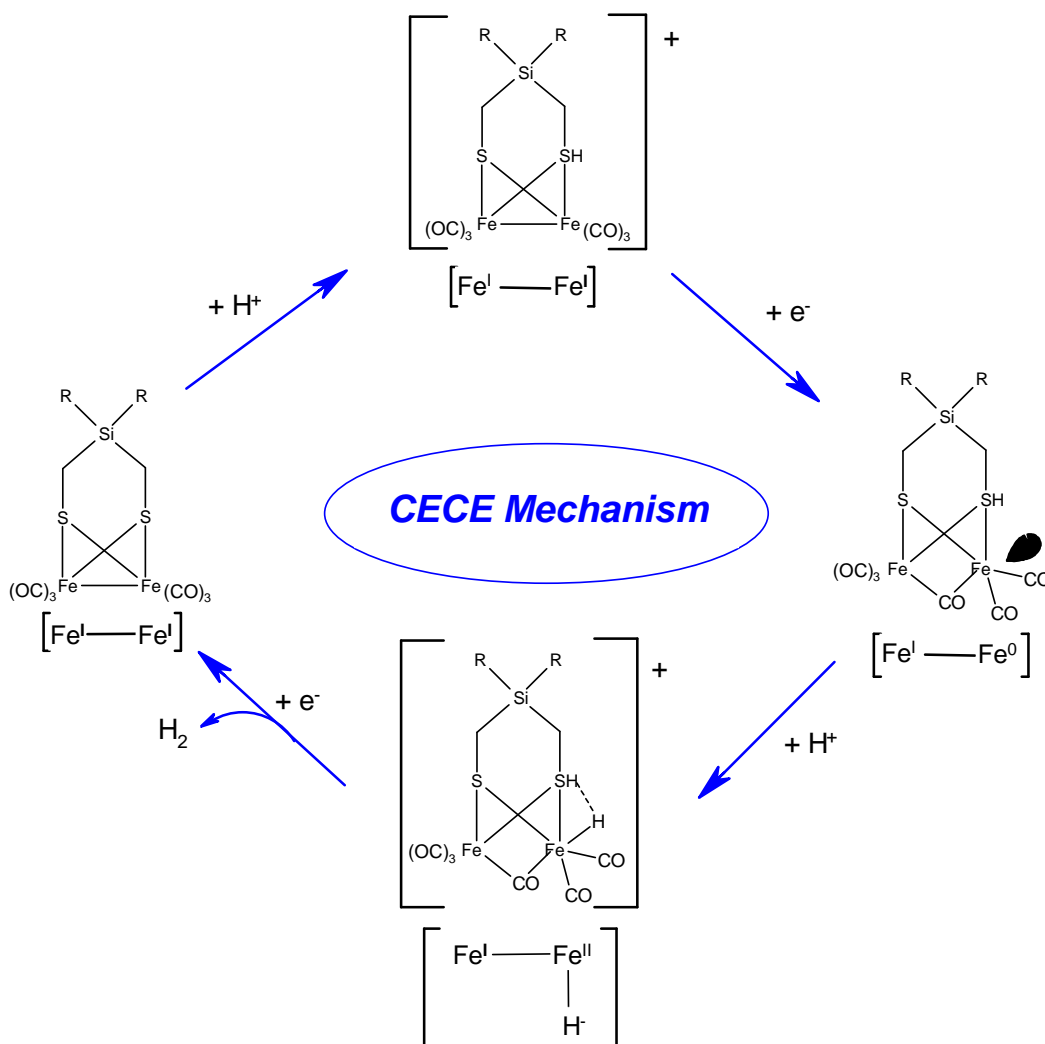 R R
+
Si
S SH
(OC)₃ Fe Fe (CO)₃
[Feᴵ — Feᴵ]
+ H⁺
+ e⁻
R R
Si
S S
(OC)₃ Fe Fe (CO)₃
[Feᴵ—Feᴵ]
CECE Mechanism
R R
Si
S SH
(OC)₃ Fe Fe CO
CO CO
[Feᴵ — Fe⁰]
+ e⁻
H₂
+ H⁺
R R
+
Si
S SH
H
(OC)₃ Fe Fe CO
CO CO
Feᴵ — Feᴵᴵ
H⁻